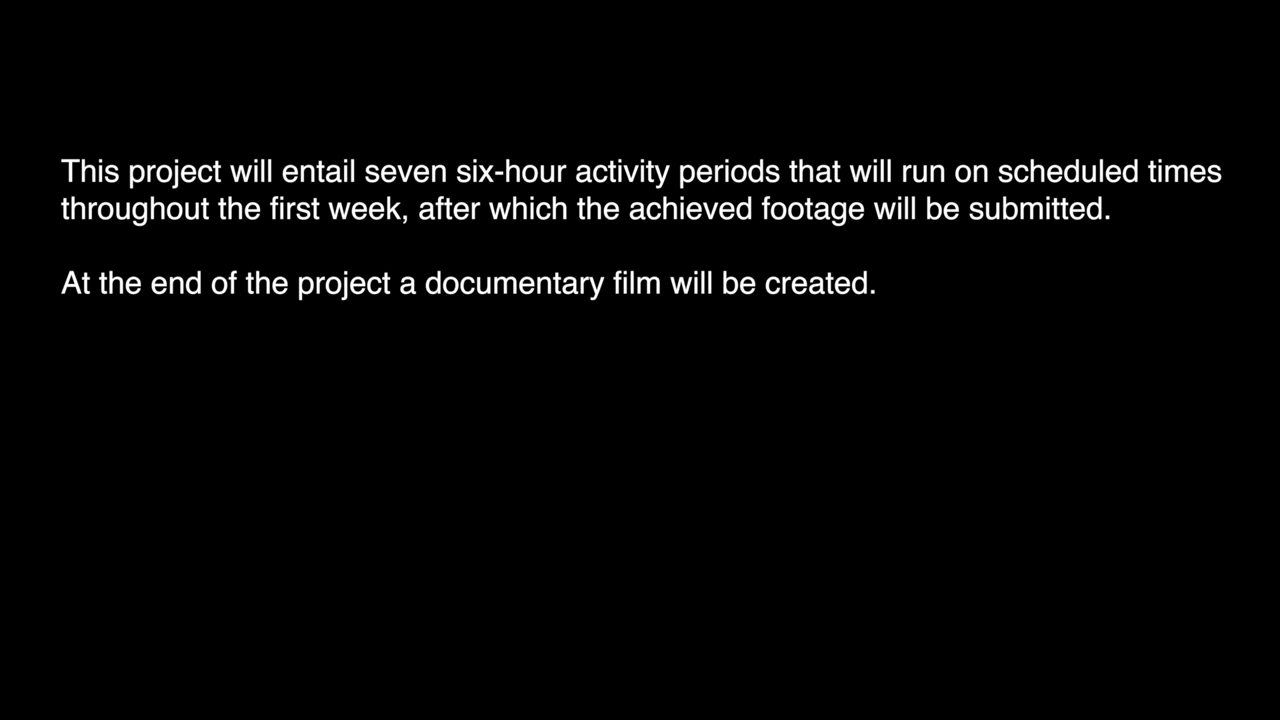 This project will entail seven six-hour activity periods that will run on scheduled times
throughout the first week, after which the achieved footage will be submitted.
At the end of the project a documentary film will be created.